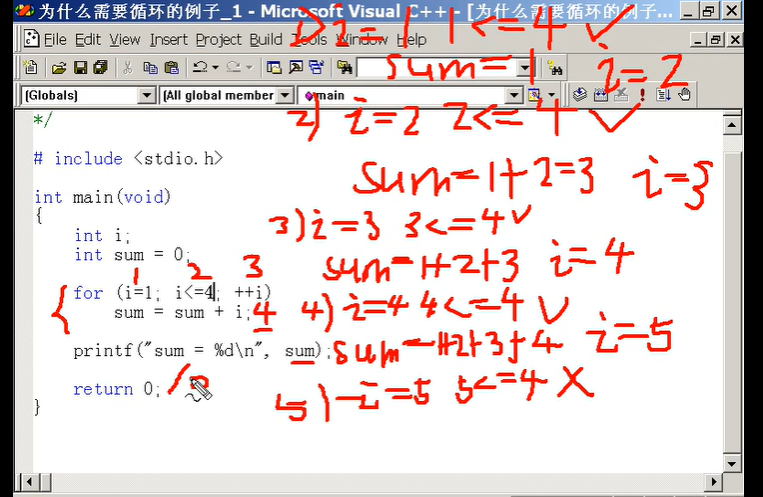 为什么需要循环的例子_1 - Microsoft Visual C++ - [为什么需要循环的例子...
1> i=1 1<=4 ✓
File Edit View Insert Project Build Tools Window Help
sum=1 i=2
(Globals) (All global member main
2) i=2 2<=4 ✓
*/
# include <stdio.h>
sum=1+2=3 i=3
int main(void)
{
3) i=3 3<=4 ✓
int i;
int sum = 0;
sum=1+2+3 i=4
1 2 3
for (i=1; i<=4; ++i)
4) i=4 4<=4 ✓
sum = sum + i; 4
printf("sum = %d\n", sum);
sum=1+2+3+4 i=5
return 0; 10
5) i=5 5<=4 ✗
}